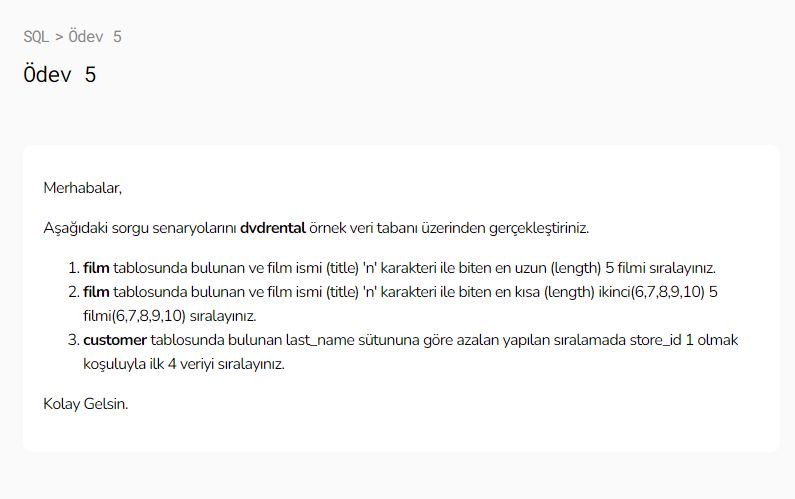 SQL > Ödev 5
Ödev 5
Merhabalar,
Aşağıdaki sorgu senaryolarını dvdrental örnek veri tabanı üzerinden gerçekleştiriniz.
1. film tablosunda bulunan ve film ismi (title) 'n' karakteri ile biten en uzun (length) 5 filmi sıralayınız.
2. film tablosunda bulunan ve film ismi (title) 'n' karakteri ile biten en kısa (length) ikinci(6,7,8,9,10) 5
filmi(6,7,8,9,10) sıralayınız.
3. customer tablosunda bulunan last_name sütununa göre azalan yapılan sıralamada store_id 1 olmak
koşuluyla ilk 4 veriyi sıralayınız.
Kolay Gelsin.